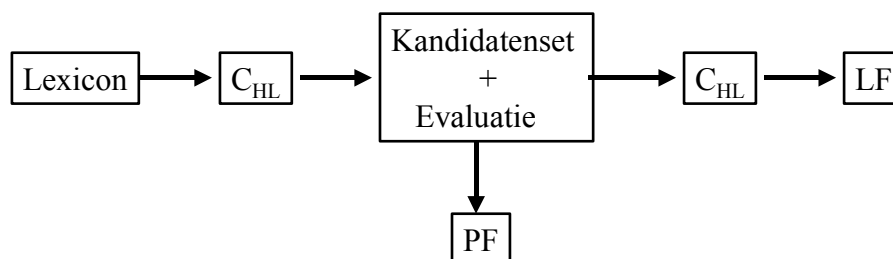 Lexicon
C_HL
Kandidatenset
+
Evaluatie
C_HL
LF
PF